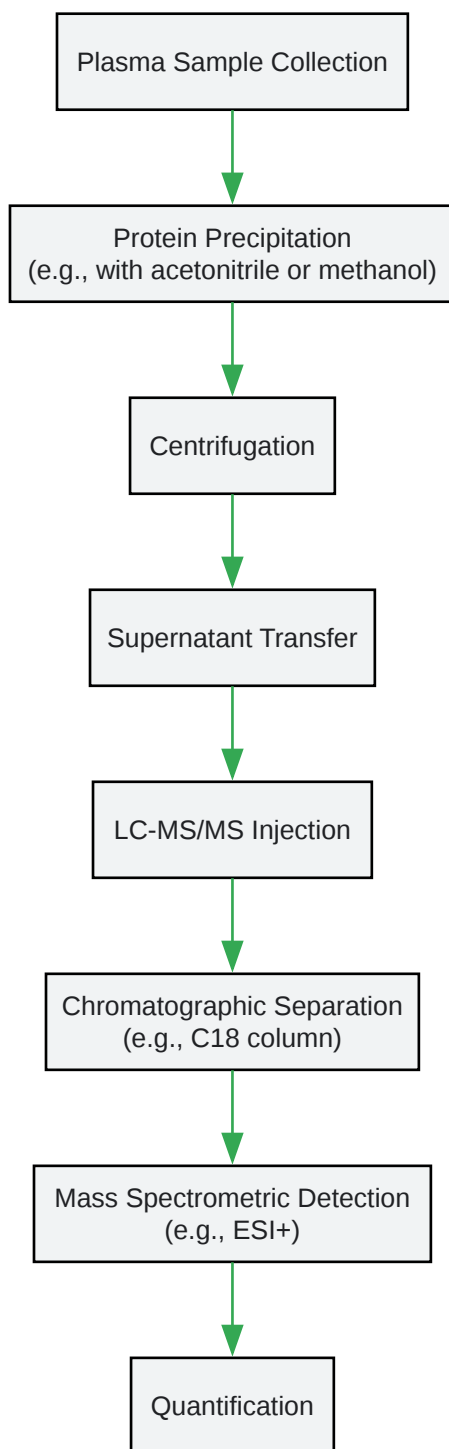 Plasma Sample Collection
Protein Precipitation
(e.g., with acetonitrile or methanol)
Centrifugation
Supernatant Transfer
LC-MS/MS Injection
Chromatographic Separation
(e.g., C18 column)
Mass Spectrometric Detection
(e.g., ESI+)
Quantification